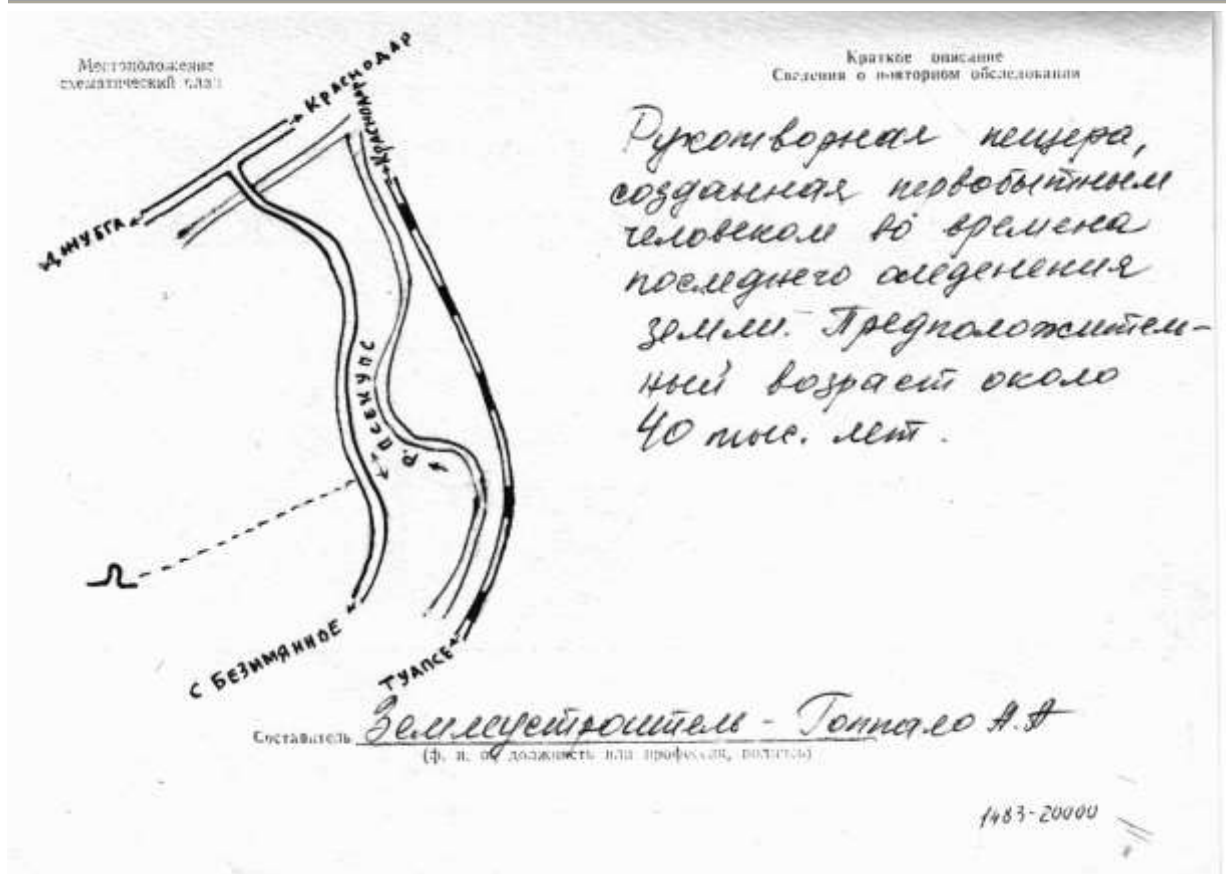 Местоположение
схематический план
Краткое описание
Сведения о повторном обследовании
КРАСНОДАР
КРАСНОДАР
ДЖУБГА
Р. ПСЕКУПС
С БЕЗИМЯННОЕ
ТУАПСЕ
Рукотворная пещера,
созданная первобытным
человеком во времена
последнего оледенения
земли. Предположитель-
ный возраст около
40 тыс. лет.
Составитель Землеустроитель - Гоппало А.А
(ф. и. о., должность или профессия, подпись)
1483-20000